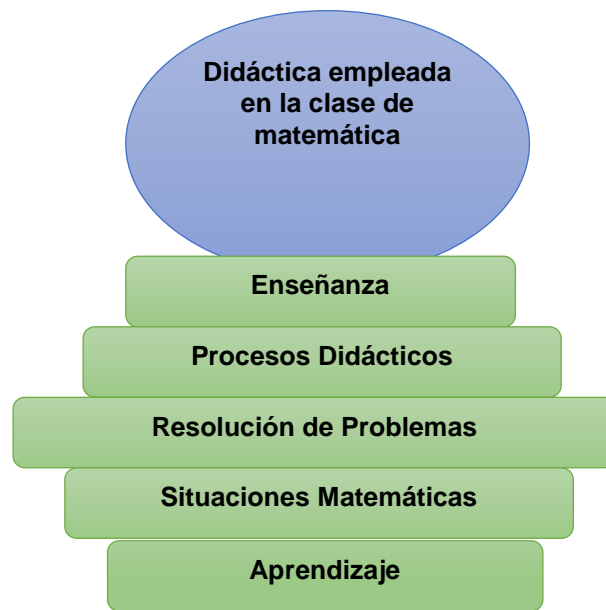 Didáctica empleada
en la clase de
matemática
Enseñanza
Procesos Didácticos
Resolución de Problemas
Situaciones Matemáticas
Aprendizaje